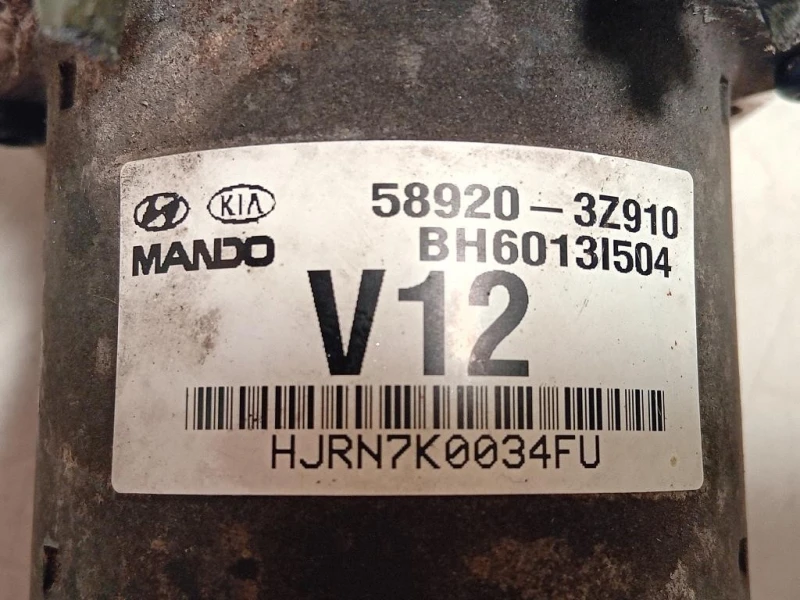 KIA 58920-3Z910
MANDO BH6013I504
V12
HJRN7K0034FU